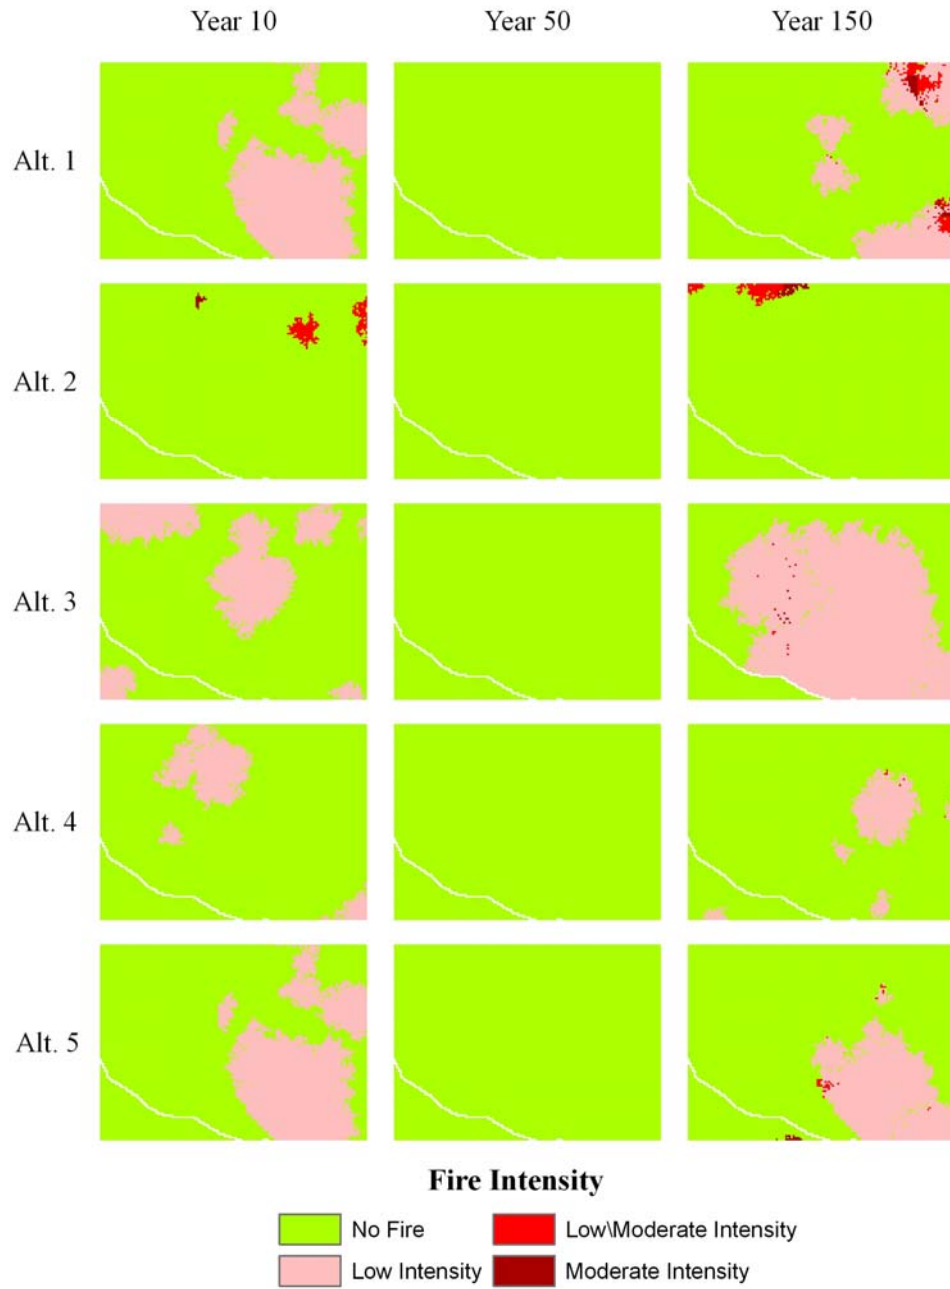 Year 10 Year 50 Year 150
Alt. 1
Alt. 2
Alt. 3
Alt. 4
Alt. 5
Fire Intensity
No Fire Low\Moderate Intensity
Low Intensity Moderate Intensity